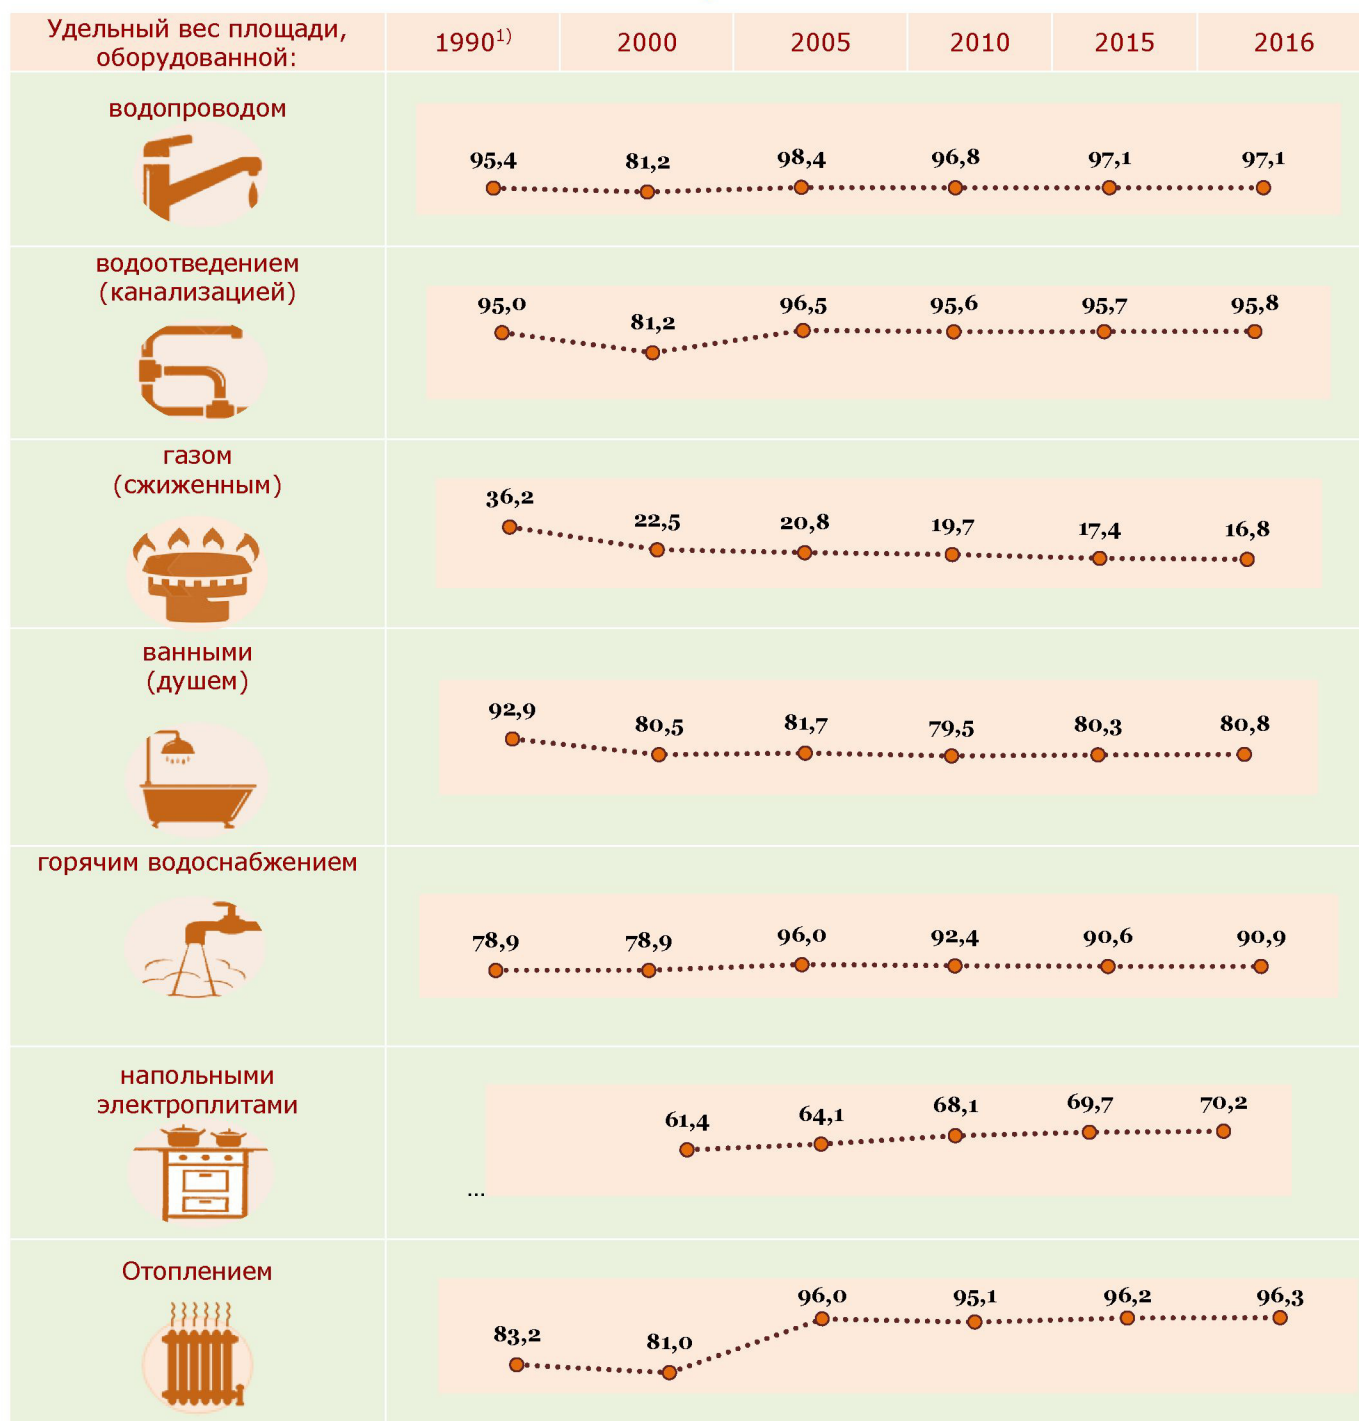 Удельный вес площади,
оборудованной:
1990¹⁾ 2000 2005 2010 2015 2016
водопроводом
95,4 81,2 98,4 96,8 97,1 97,1
водоотведением
(канализацией)
95,0 81,2 96,5 95,6 95,7 95,8
газом
(сжиженным)
36,2 22,5 20,8 19,7 17,4 16,8
ванными
(душем)
92,9 80,5 81,7 79,5 80,3 80,8
горячим водоснабжением
78,9 78,9 96,0 92,4 90,6 90,9
напольными
электроплитами
... 61,4 64,1 68,1 69,7 70,2
Отоплением
83,2 81,0 96,0 95,1 96,2 96,3